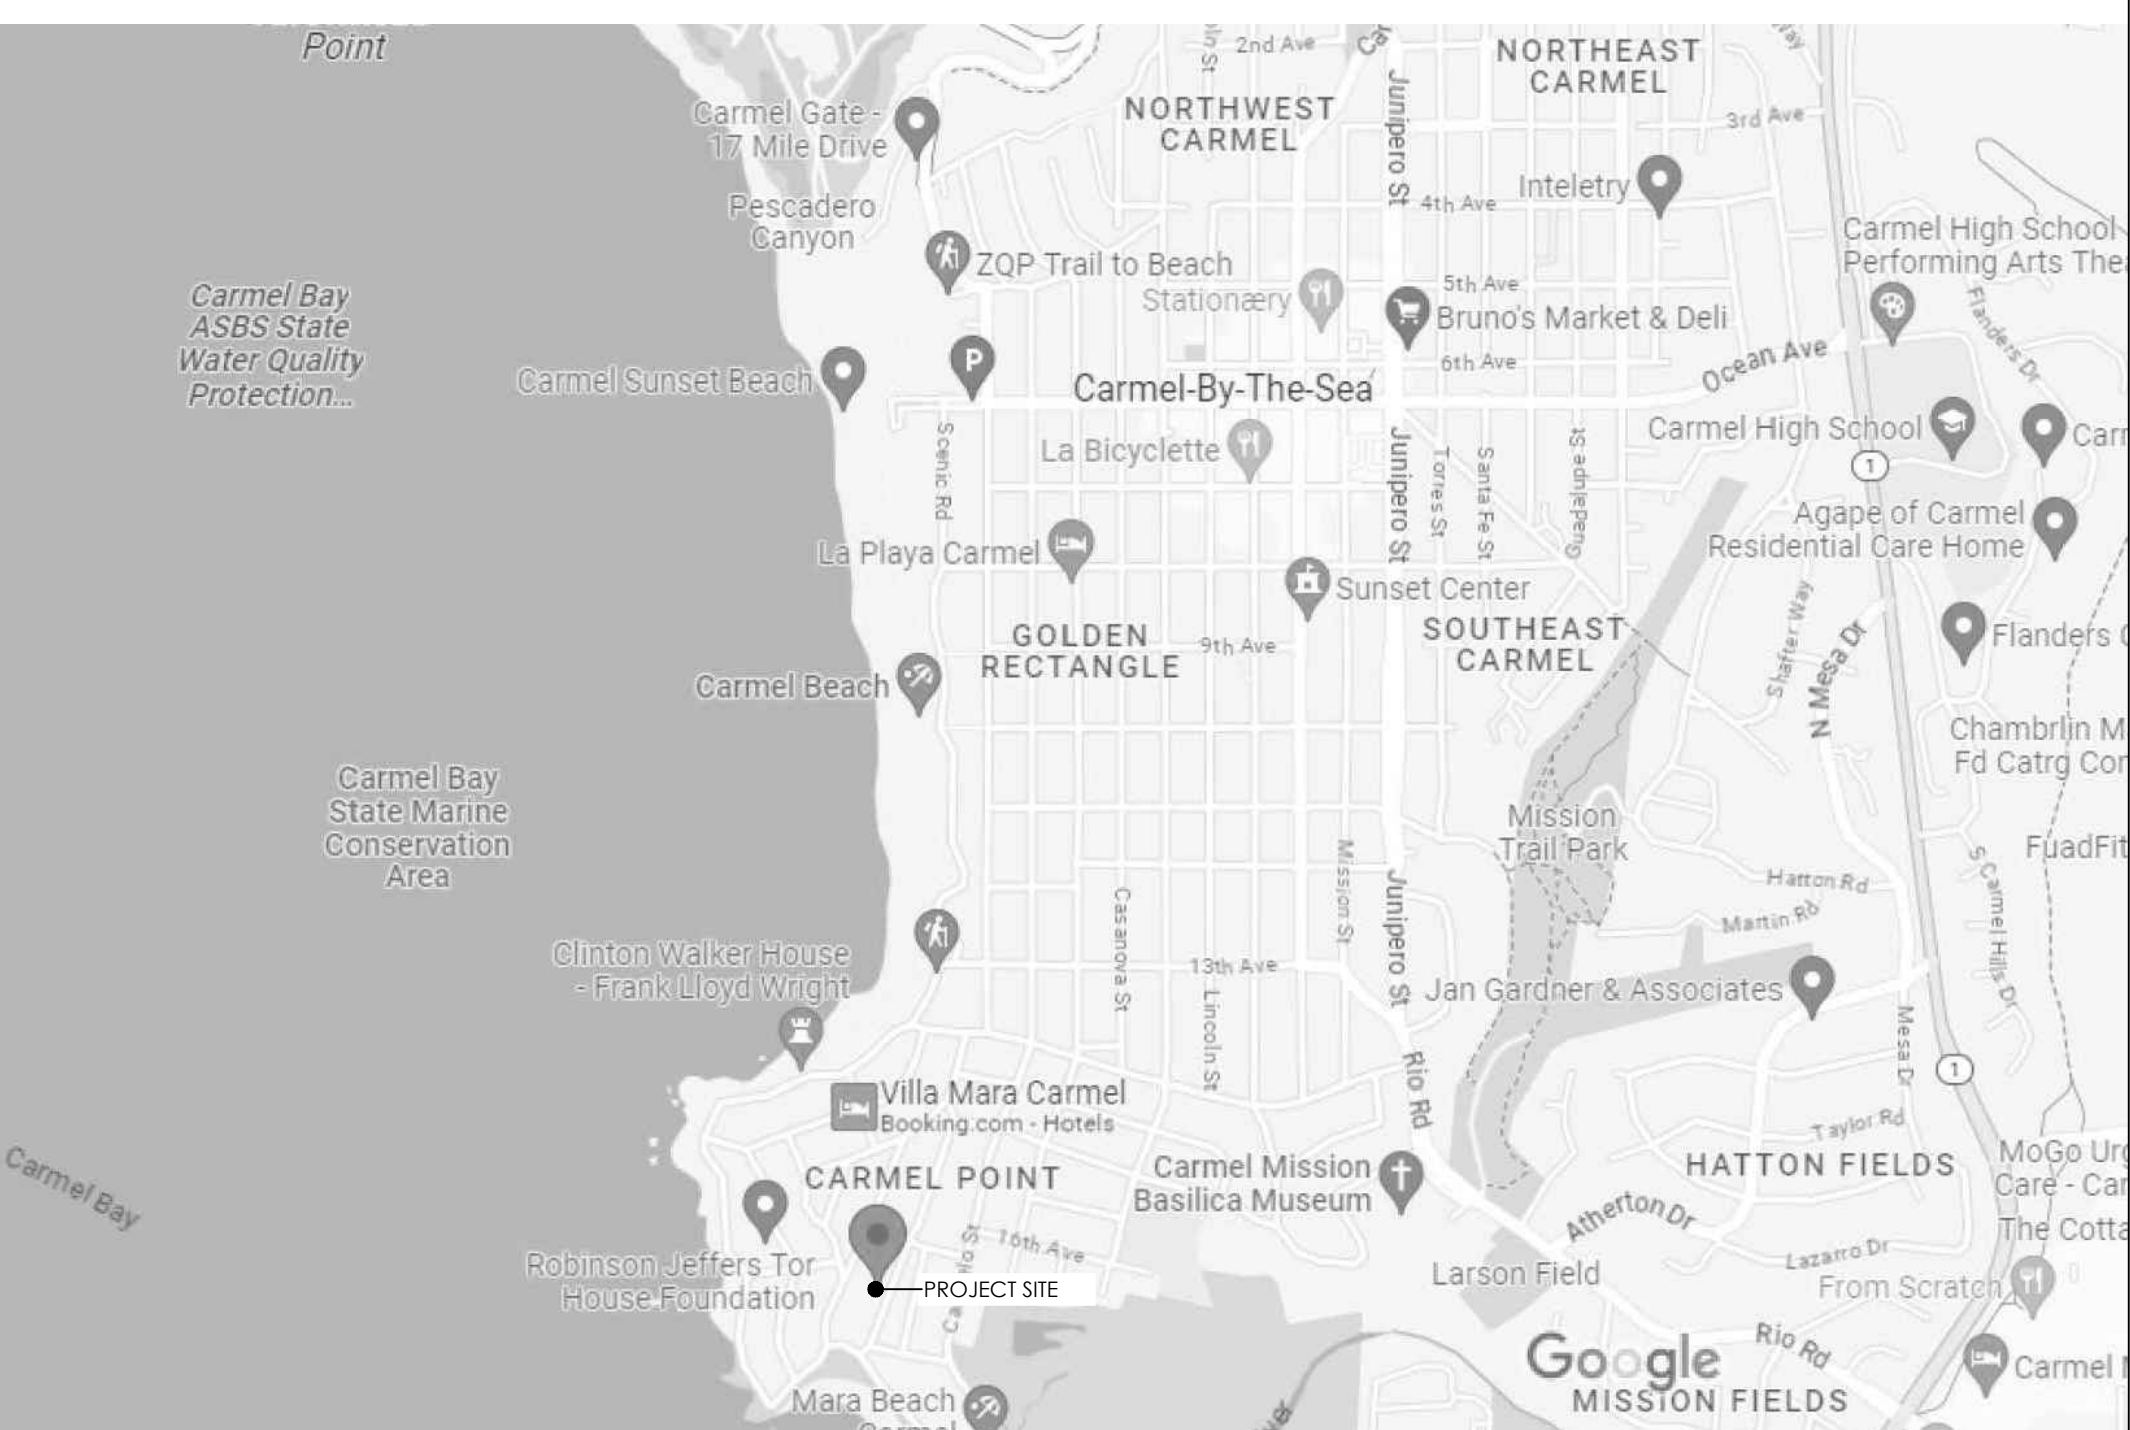 Point
2nd Ave
NORTHEAST
CARMEL
Carmel Gate -
17 Mile Drive
NORTHWEST
CARMEL
Junipero St
3rd Ave
Inteletry
4th Ave
Pescadero
Canyon
Carmel High School
Performing Arts
ZQP Trail to Beach
Stationæry
5th Ave
Bruno's Market & Deli
Flanders Dr
Carmel Bay
ASBS State
Water Quality
Protection...
6th Ave
Ocean Ave
Carmel Sunset Beach
P
Carmel-By-The-Sea
Scenic Rd
La Bicyclette
Junipero St
Torres St
Santa Fe St
Guadalupe St
Carmel High School
1
Agape of Carmel
Residential Care Home
La Playa Carmel
Sunset Center
GOLDEN
RECTANGLE
9th Ave
SOUTHEAST
CARMEL
Shafter Way
N Mesa Dr
Flanders
Carmel Beach
Chambrlin
Fd Catrg
Carmel Bay
State Marine
Conservation
Area
Mission
Trail Park
Mission St
Junipero St
Hatton Rd
Martin Rd
S Carmel Hills Dr
FuadFit
Casanova St
Clinton Walker House
- Frank Lloyd Wright
13th Ave
Lincoln St
Jan Gardner & Associates
Mesa Dr
1
Rio Rd
Villa Mara Carmel
Booking.com - Hotels
Taylor Rd
Carmel Bay
CARMEL POINT
Carmel Mission
Basilica Museum
HATTON FIELDS
MoGo
Care -
Atherton Dr
The
16th Ave
Lazarro Dr
Robinson Jeffers Tor
House Foundation
PROJECT SITE
Larson Field
From Scratch
Google
Rio Rd
Carmel
MISSION FIELDS
Mara Beach